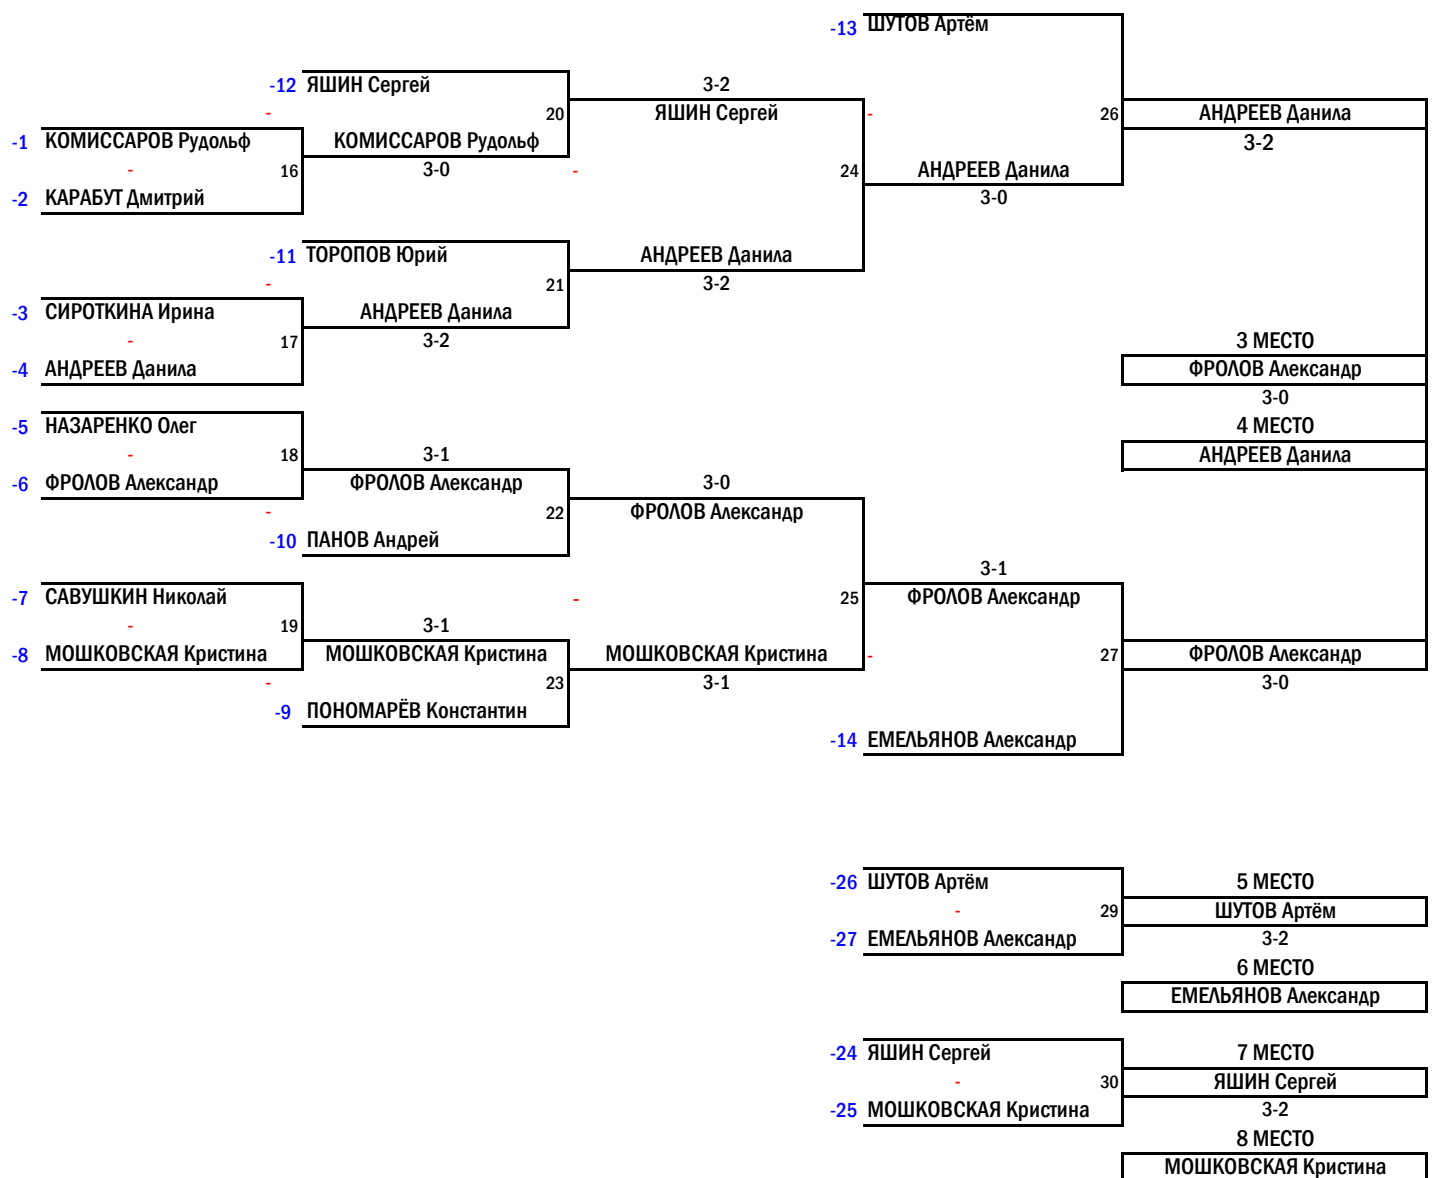 -13 ШУТОВ Артём
-12 ЯШИН Сергей 3-2
- 20 ЯШИН Сергей - 26 АНДРЕЕВ Данила
-1 КОМИССАРОВ Рудольф КОМИССАРОВ Рудольф 3-2
- 16 3-0 - 24 АНДРЕЕВ Данила
-2 КАРАБУТ Дмитрий 3-0
-11 ТОРОПОВ Юрий АНДРЕЕВ Данила
- 21 3-2
-3 СИРОТКИНА Ирина АНДРЕЕВ Данила
- 17 3-2 3 МЕСТО
-4 АНДРЕЕВ Данила ФРОЛОВ Александр
3-0
-5 НАЗАРЕНКО Олег 4 МЕСТО
- 18 3-1 АНДРЕЕВ Данила
-6 ФРОЛОВ Александр ФРОЛОВ Александр 3-0
- 22 ФРОЛОВ Александр
-10 ПАНОВ Андрей
3-1
-7 САВУШКИН Николай - 25 ФРОЛОВ Александр
- 19 3-1
-8 МОШКОВСКАЯ Кристина МОШКОВСКАЯ Кристина МОШКОВСКАЯ Кристина - 27 ФРОЛОВ Александр
- 23 3-1 3-0
-9 ПОНОМАРЁВ Константин
-14 ЕМЕЛЬЯНОВ Александр
-26 ШУТОВ Артём 5 МЕСТО
- 29 ШУТОВ Артём
-27 ЕМЕЛЬЯНОВ Александр 3-2
6 МЕСТО
ЕМЕЛЬЯНОВ Александр
-24 ЯШИН Сергей 7 МЕСТО
- 30 ЯШИН Сергей
-25 МОШКОВСКАЯ Кристина 3-2
8 МЕСТО
МОШКОВСКАЯ Кристина